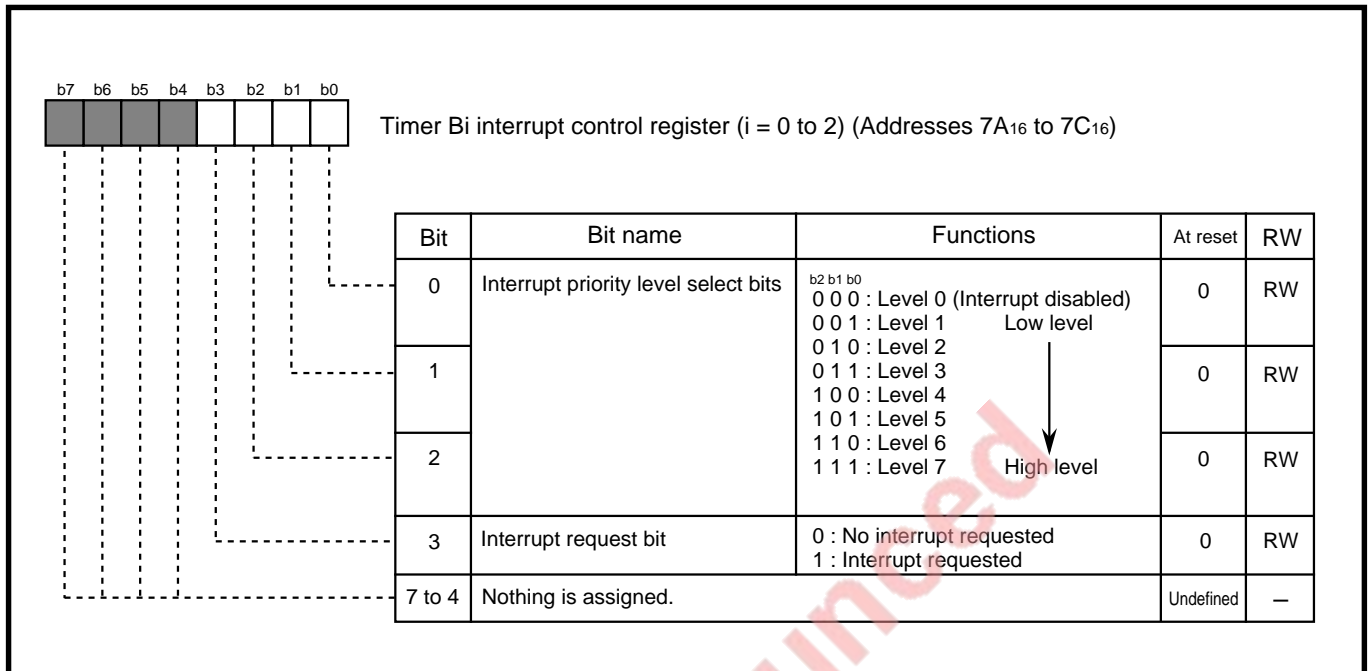 b7 b6 b5 b4 b3 b2 b1 b0
Timer Bi interrupt control register (i = 0 to 2) (Addresses 7A16 to 7C16)
Bit Bit name Functions At reset RW
0 Interrupt priority level select bits b2 b1 b0 0 RW
0 0 0 : Level 0 (Interrupt disabled)
0 0 1 : Level 1 Low level
0 1 0 : Level 2
1 0 1 1 : Level 3 0 RW
1 0 0 : Level 4
1 0 1 : Level 5
1 1 0 : Level 6
2 1 1 1 : Level 7 High level 0 RW
3 Interrupt request bit 0 : No interrupt requested 0 RW
1 : Interrupt requested
7 to 4 Nothing is assigned. Undefined –